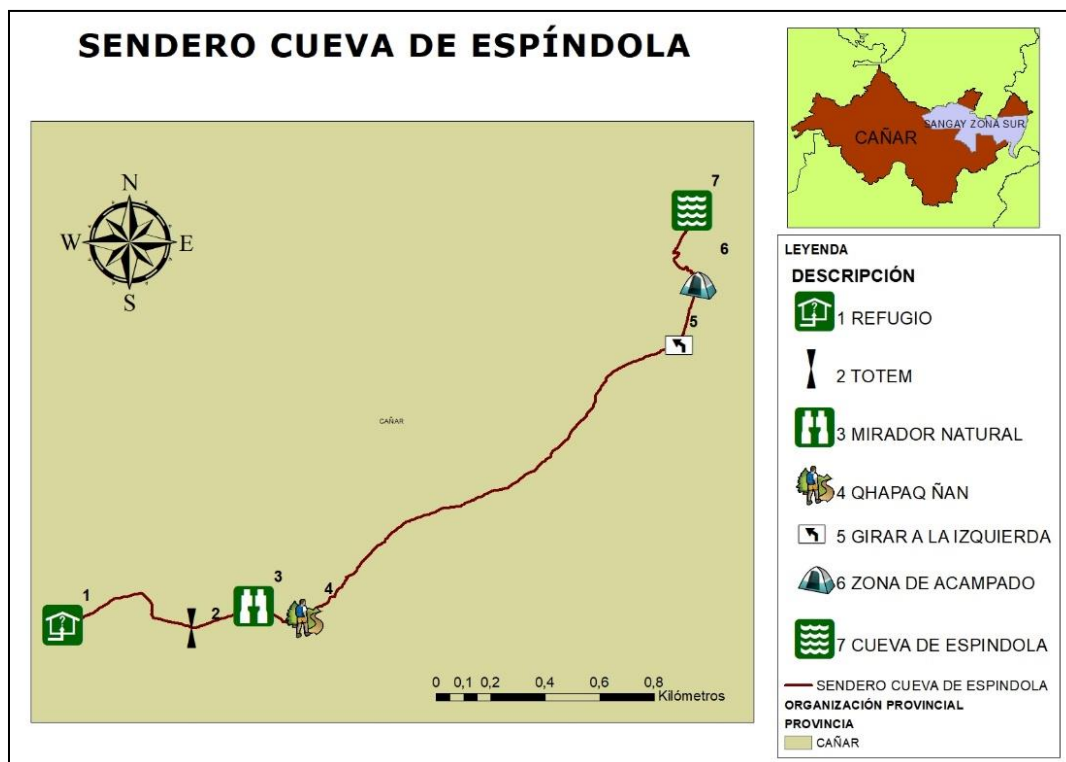 SENDERO CUEVA DE ESPÍNDOLA
N
W E
S
7
6
5
CAÑAR
4
3
2
1
0 0,1 0,2 0,4 0,6 0,8
Kilómetros
SANGAY ZONA SUR
CAÑAR
LEYENDA
DESCRIPCIÓN
1 REFUGIO
2 TOTEM
3 MIRADOR NATURAL
4 QHAPAQ ÑAN
5 GIRAR A LA IZQUIERDA
6 ZONA DE ACAMPADO
7 CUEVA DE ESPINDOLA
SENDERO CUEVA DE ESPINDOLA
ORGANIZACIÓN PROVINCIAL
PROVINCIA
CAÑAR